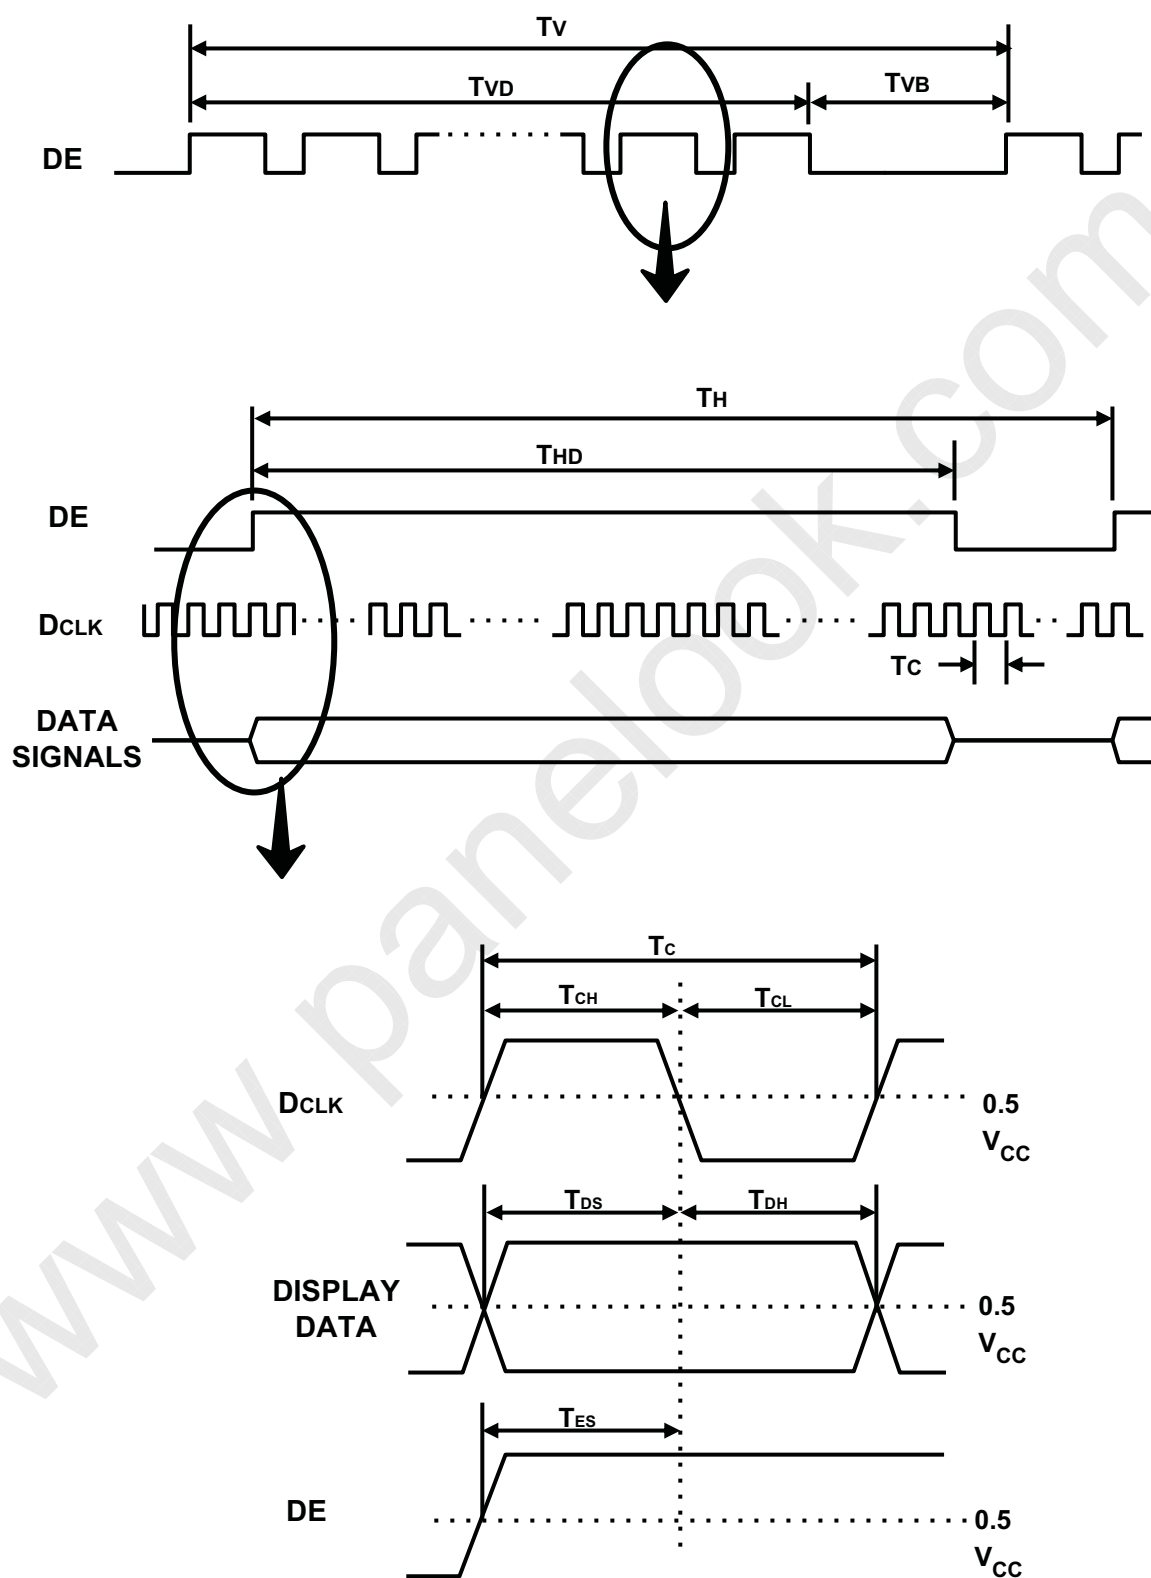 TV
TVD
TVB
DE
TH
THD
DE
DCLK
TC
DATA
SIGNALS
TC
TCH
TCL
DCLK
0.5
VCC
TDS
TDH
DISPLAY
DATA
0.5
VCC
TES
DE
0.5
VCC
www.panelook.com